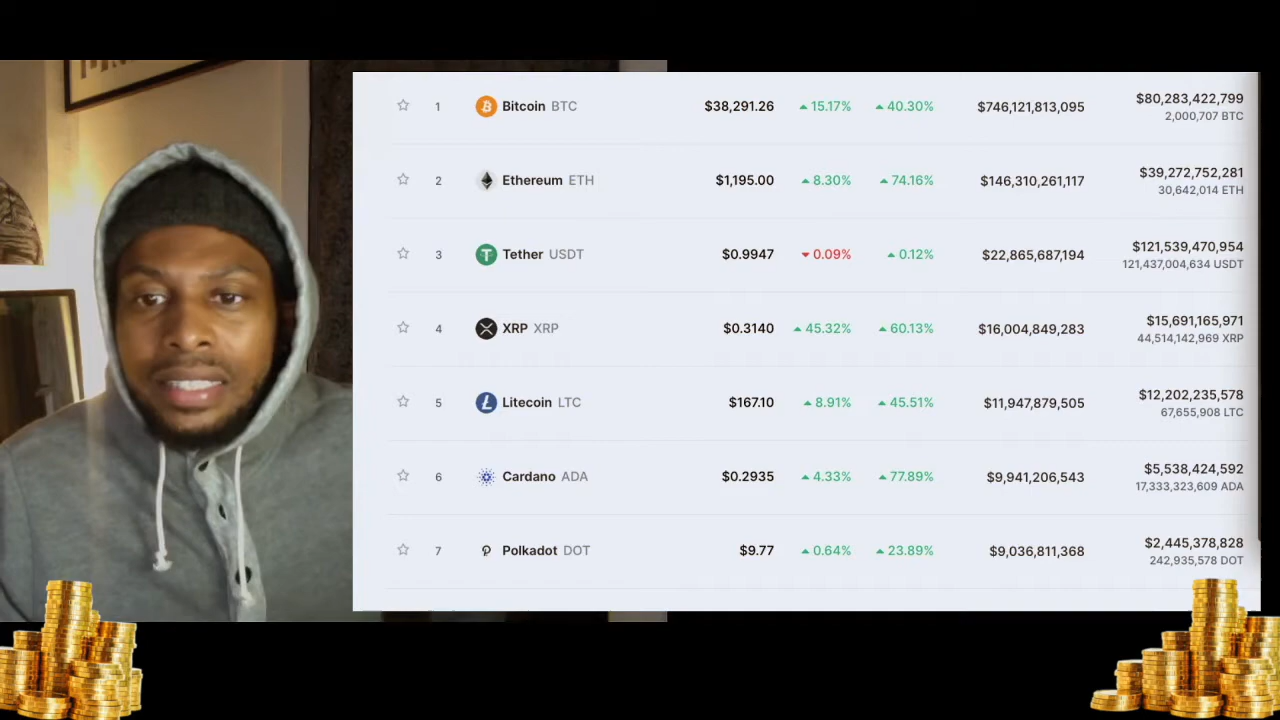 1 Bitcoin BTC $38,291.26 15.17% 40.30% $746,121,813,095 $80,283,422,799
2,000,707 BTC
2 Ethereum ETH $1,195.00 8.30% 74.16% $146,310,261,117 $39,272,752,281
30,642,014 ETH
3 Tether USDT $0.9947 0.09% 0.12% $22,865,687,194 $121,539,470,954
121,437,004,634 USDT
4 XRP XRP $0.3140 45.32% 60.13% $16,004,849,283 $15,691,165,971
44,514,142,969 XRP
5 Litecoin LTC $167.10 8.91% 45.51% $11,947,879,505 $12,202,235,578
67,655,908 LTC
6 Cardano ADA $0.2935 4.33% 77.89% $9,941,206,543 $5,538,424,592
17,333,323,609 ADA
7 Polkadot DOT $9.77 0.64% 23.89% $9,036,811,368 $2,445,378,828
242,935,578 DOT